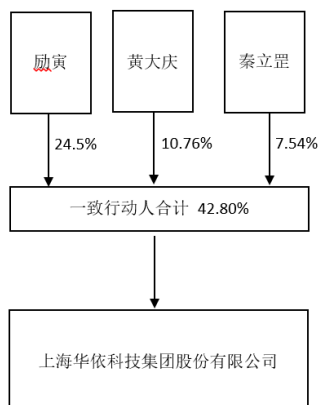 励寅
黄大庆
秦立罡
24.5%
10.76%
7.54%
一致行动人合计 42.80%
上海华依科技集团股份有限公司